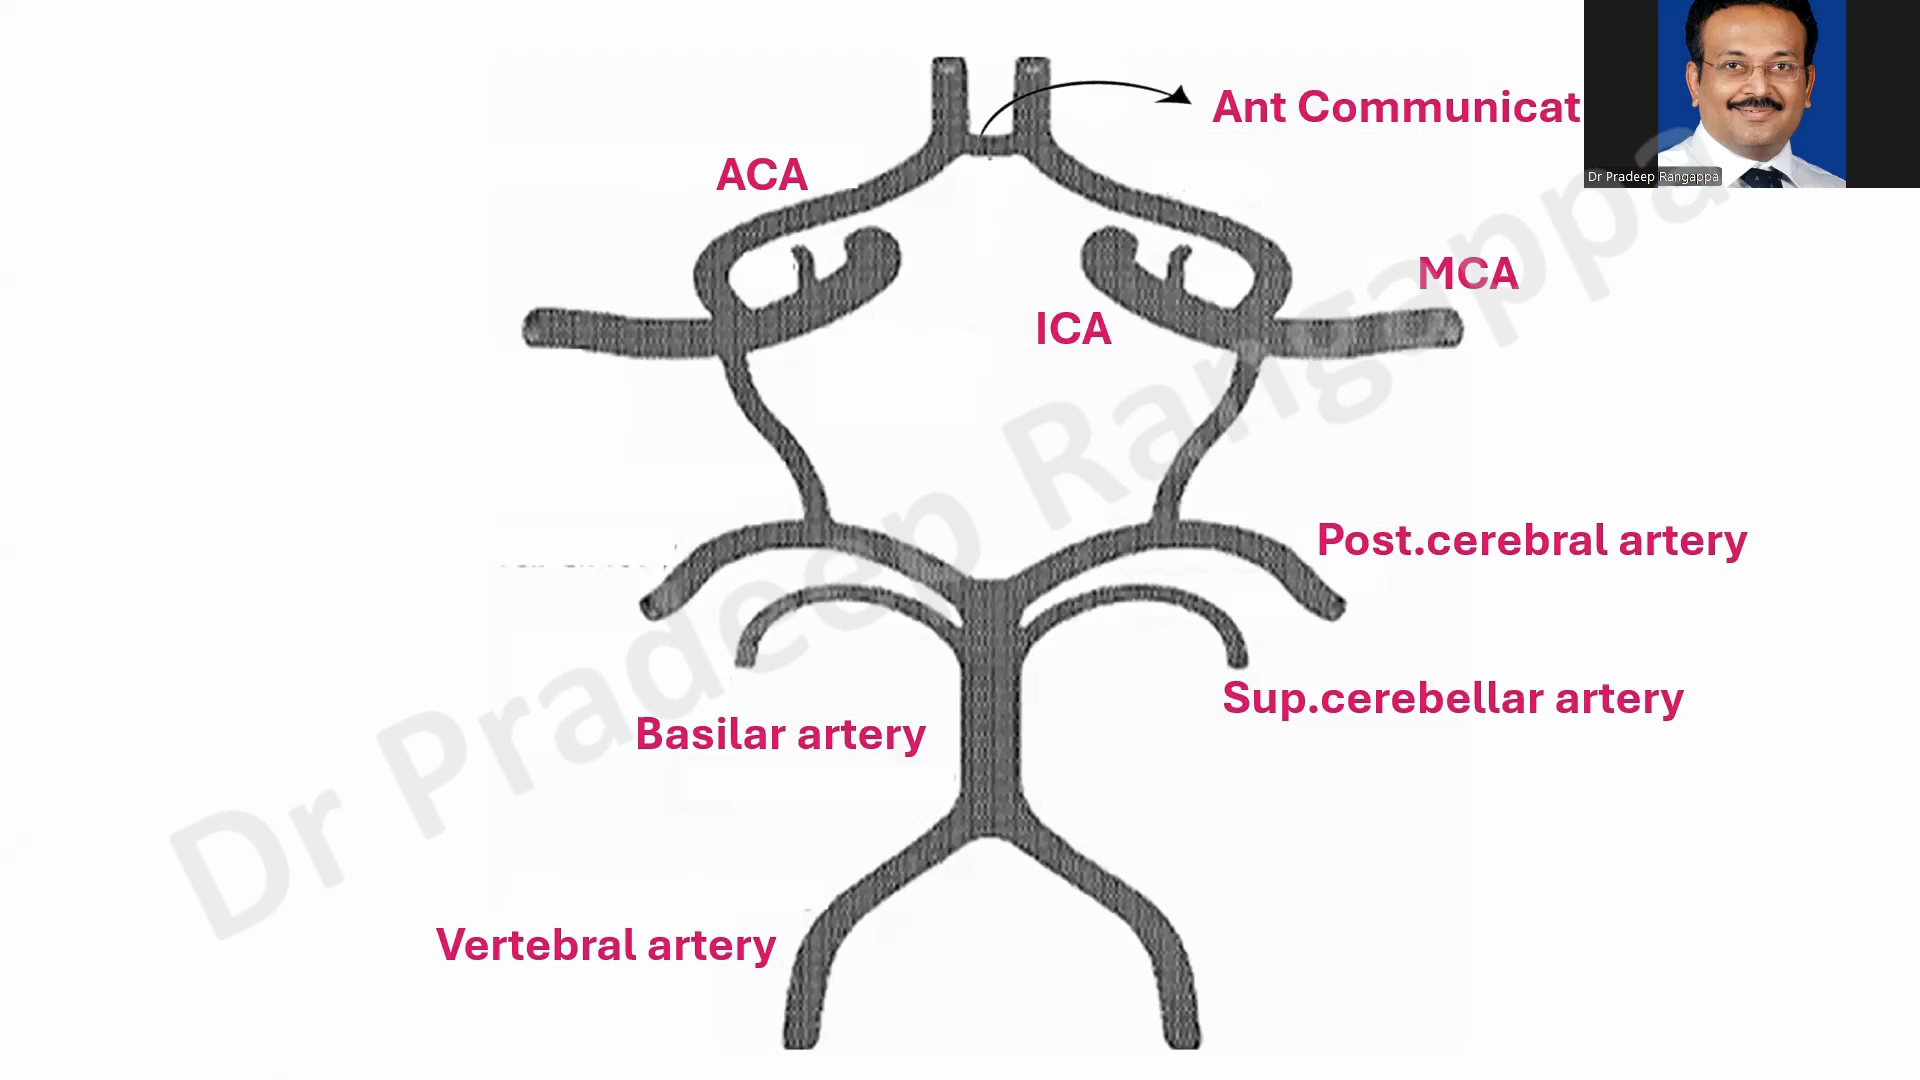 Ant Communicat
Dr Pradeep Rangappa
ACA
MCA
ICA
Post.cerebral artery
Sup.cerebellar artery
Basilar artery
Vertebral artery
Dr Pradeep Rangappa